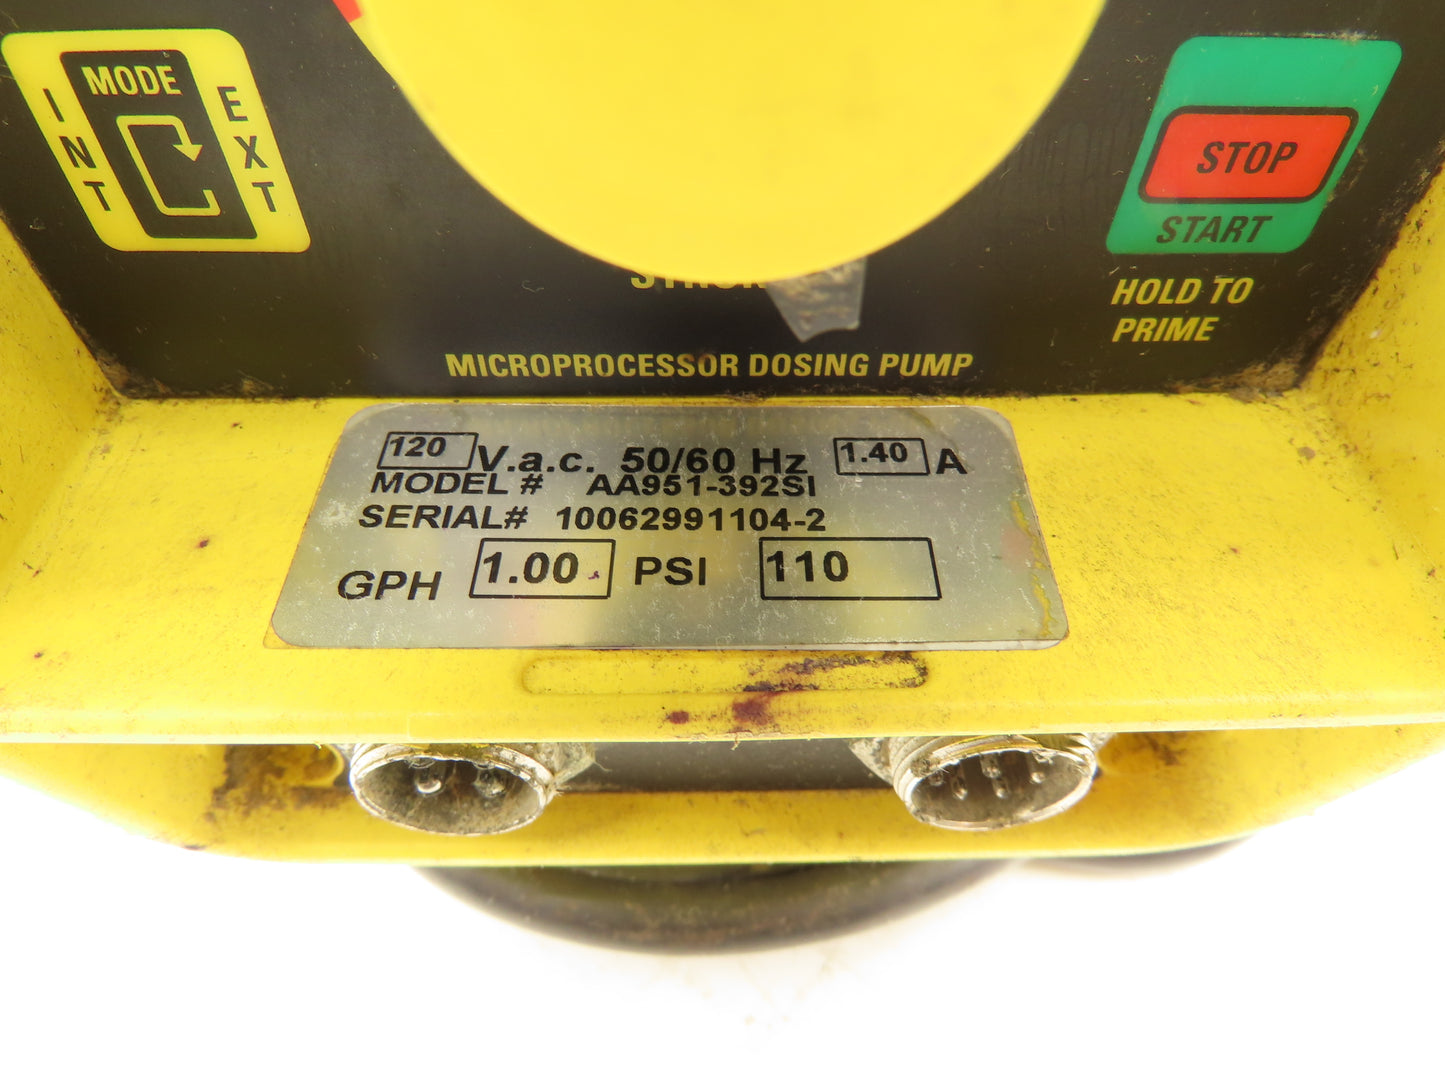 MODE
INT
EXT
STOP
START
HOLD TO
PRIME
MICROPROCESSOR DOSING PUMP
120 V.a.c. 50/60 Hz 1.40 A
MODEL # AA951-392SI
SERIAL# 10062991104-2
GPH 1.00 PSI 110